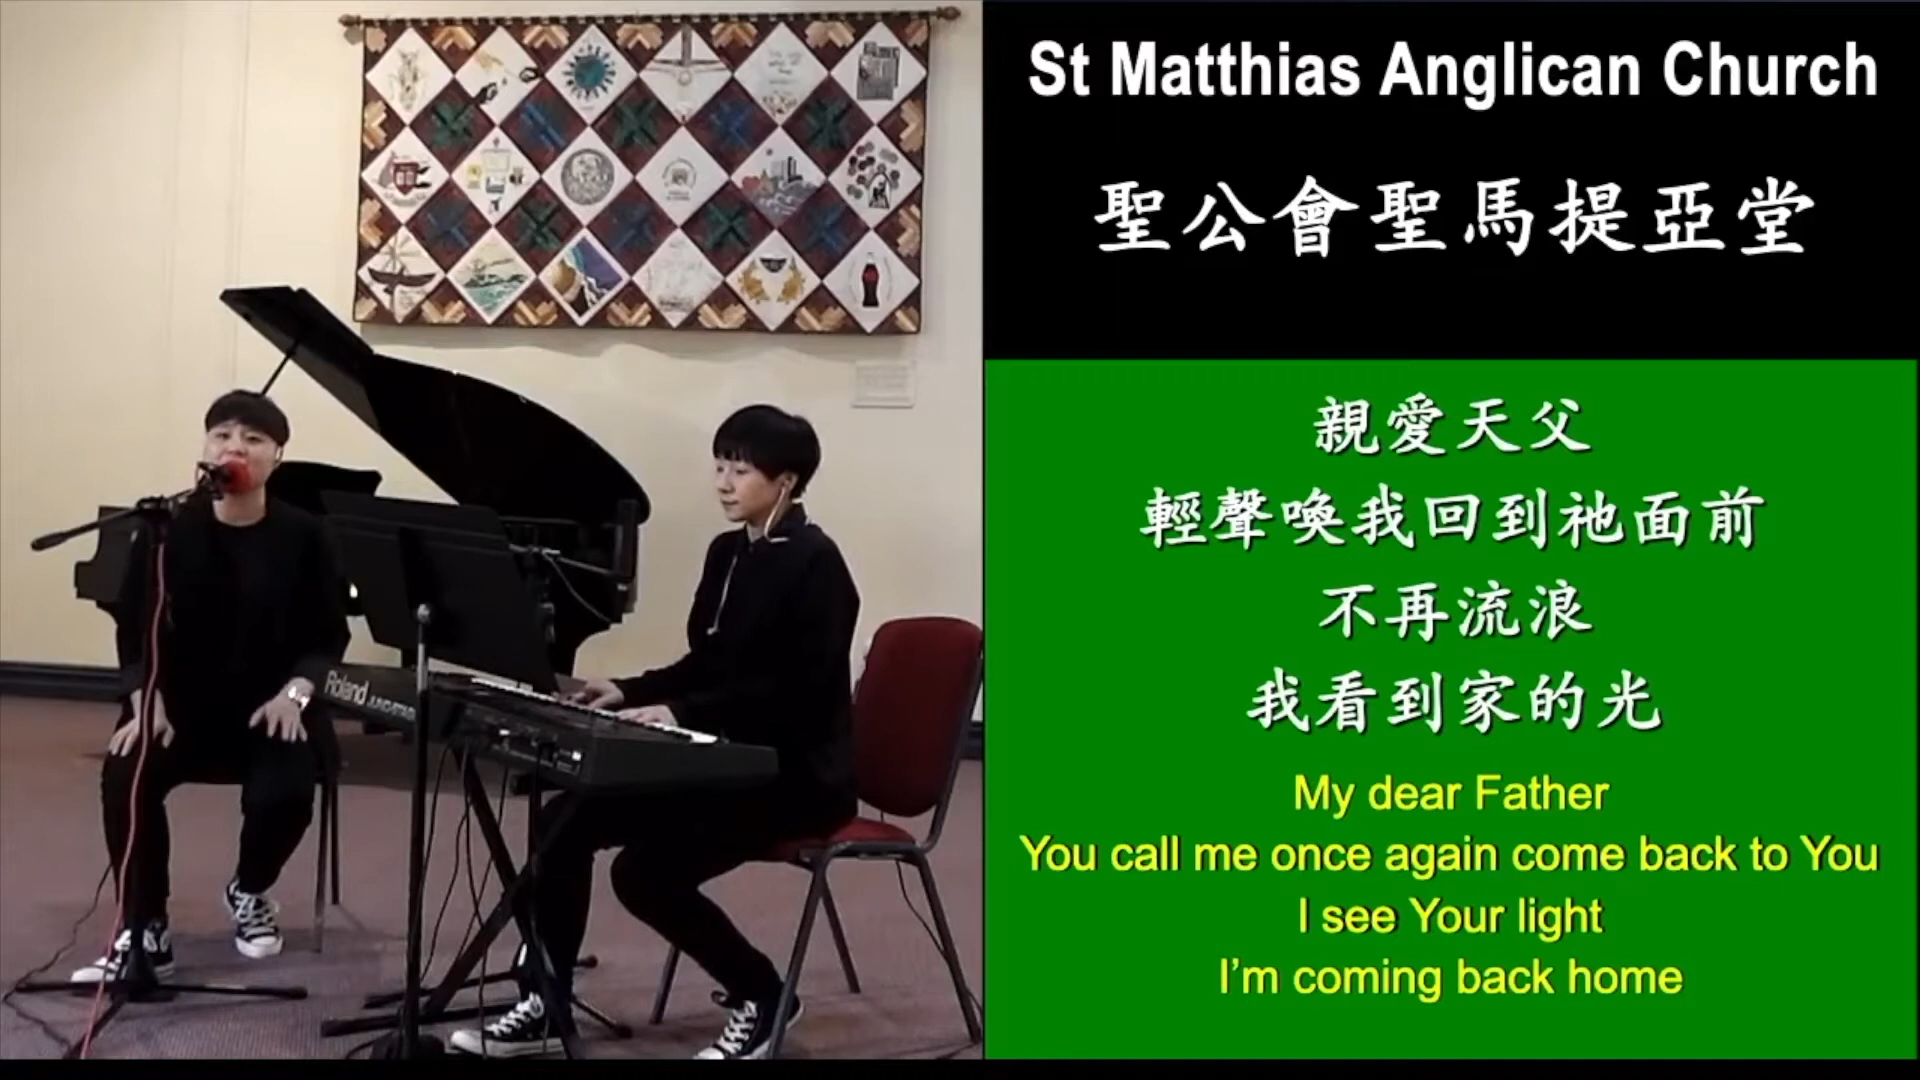 St Matthias Anglican Church
聖公會聖馬提亞堂
親愛天父
輕聲喚我回到祂面前
不再流浪
我看到家的光
My dear Father
You call me once again come back to You
I see Your light
I'm coming back home
Roland